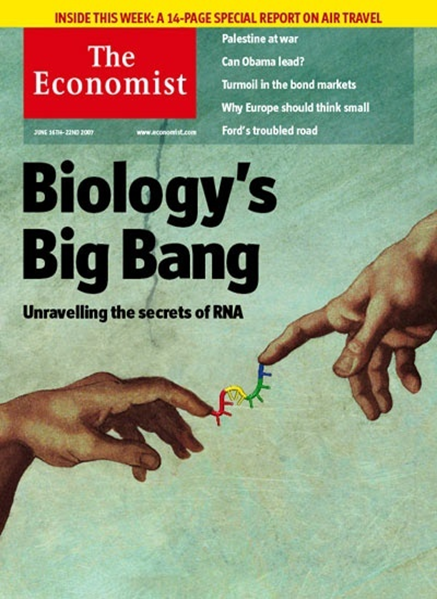 INSIDE THIS WEEK: A 14-PAGE SPECIAL REPORT ON AIR TRAVEL
The
Economist
JUNE 16TH-22ND 2007
www.economist.com
Palestine at war
Can Obama lead?
Turmoil in the bond markets
Why Europe should think small
Ford's troubled road
Biology's
Big Bang
Unravelling the secrets of RNA